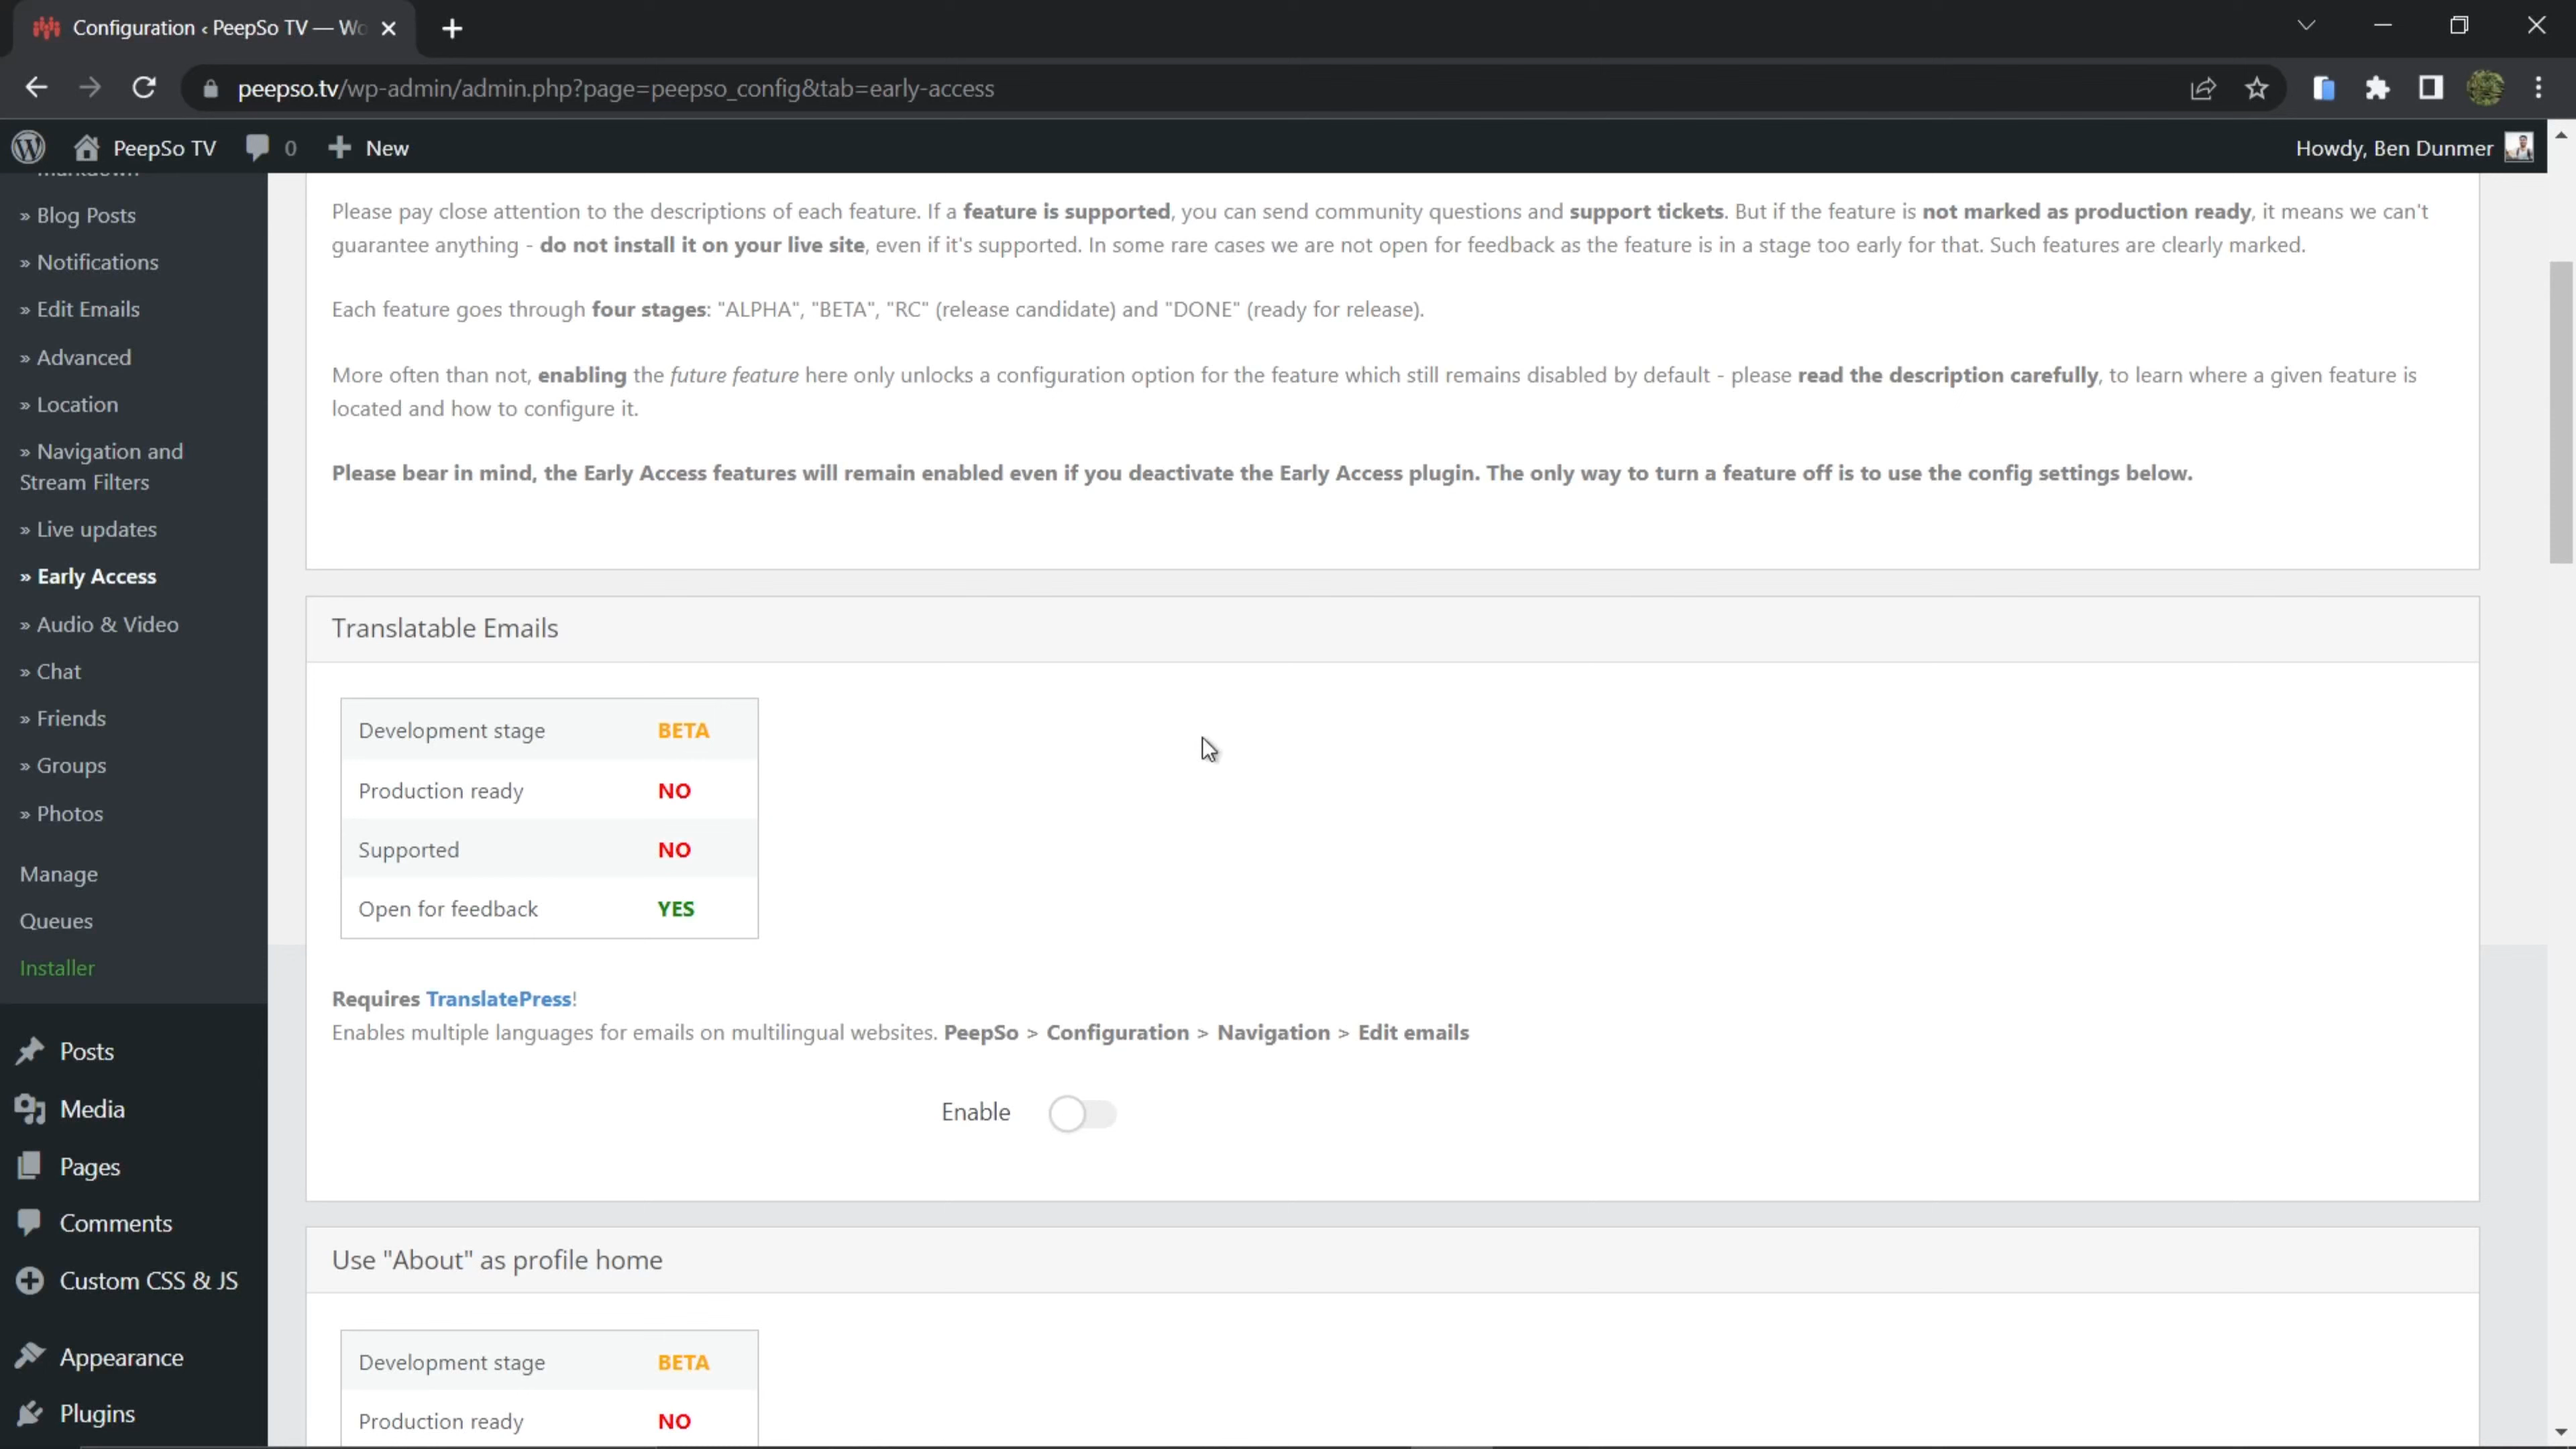 Configuration ‹ PeepSo TV — Wo
peepso.tv/wp-admin/admin.php?page=peepso_config&tab=early-access
PeepSo TV
0
New
Howdy, Ben Dunmer
Markdown
» Blog Posts
» Notifications
» Edit Emails
» Advanced
» Location
» Navigation and
Stream Filters
» Live updates
» Early Access
» Audio & Video
» Chat
» Friends
» Groups
» Photos
Manage
Queues
Installer
Posts
Media
Pages
Comments
Custom CSS & JS
Appearance
Plugins
Please pay close attention to the descriptions of each feature. If a feature is supported, you can send community questions and support tickets. But if the feature is not marked as production ready, it means we can't
guarantee anything - do not install it on your live site, even if it's supported. In some rare cases we are not open for feedback as the feature is in a stage too early for that. Such features are clearly marked.
Each feature goes through four stages: "ALPHA", "BETA", "RC" (release candidate) and "DONE" (ready for release).
More often than not, enabling the future feature here only unlocks a configuration option for the feature which still remains disabled by default - please read the description carefully, to learn where a given feature is
located and how to configure it.
Please bear in mind, the Early Access features will remain enabled even if you deactivate the Early Access plugin. The only way to turn a feature off is to use the config settings below.
Translatable Emails
Development stage BETA
Production ready NO
Supported NO
Open for feedback YES
Requires TranslatePress!
Enables multiple languages for emails on multilingual websites. PeepSo > Configuration > Navigation > Edit emails
Enable
Use "About" as profile home
Development stage BETA
Production ready NO